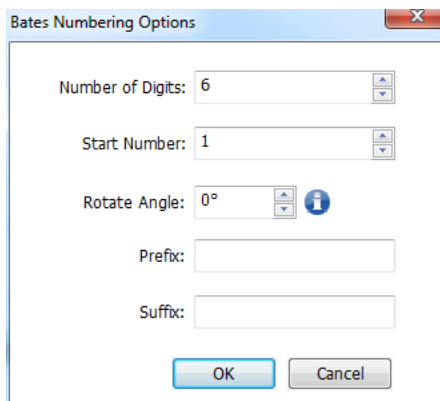 Bates Numbering Options
Number of Digits: 6
Start Number: 1
Rotate Angle: 0°
Prefix:
Suffix:
OK Cancel